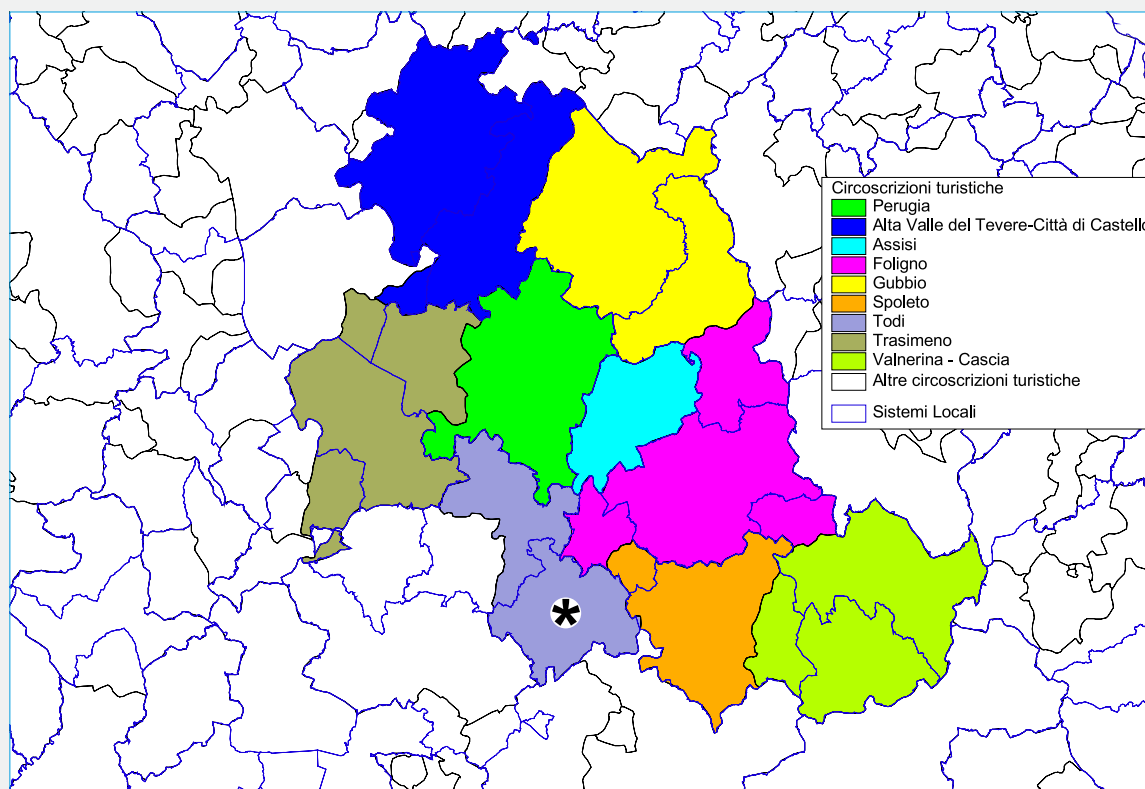 Circoscrizioni turistiche
Perugia
Alta Valle del Tevere-Città di Castello
Assisi
Foligno
Gubbio
Spoleto
Todi
Trasimeno
Valnerina - Cascia
Altre circoscrizioni turistiche
Sistemi Locali
*